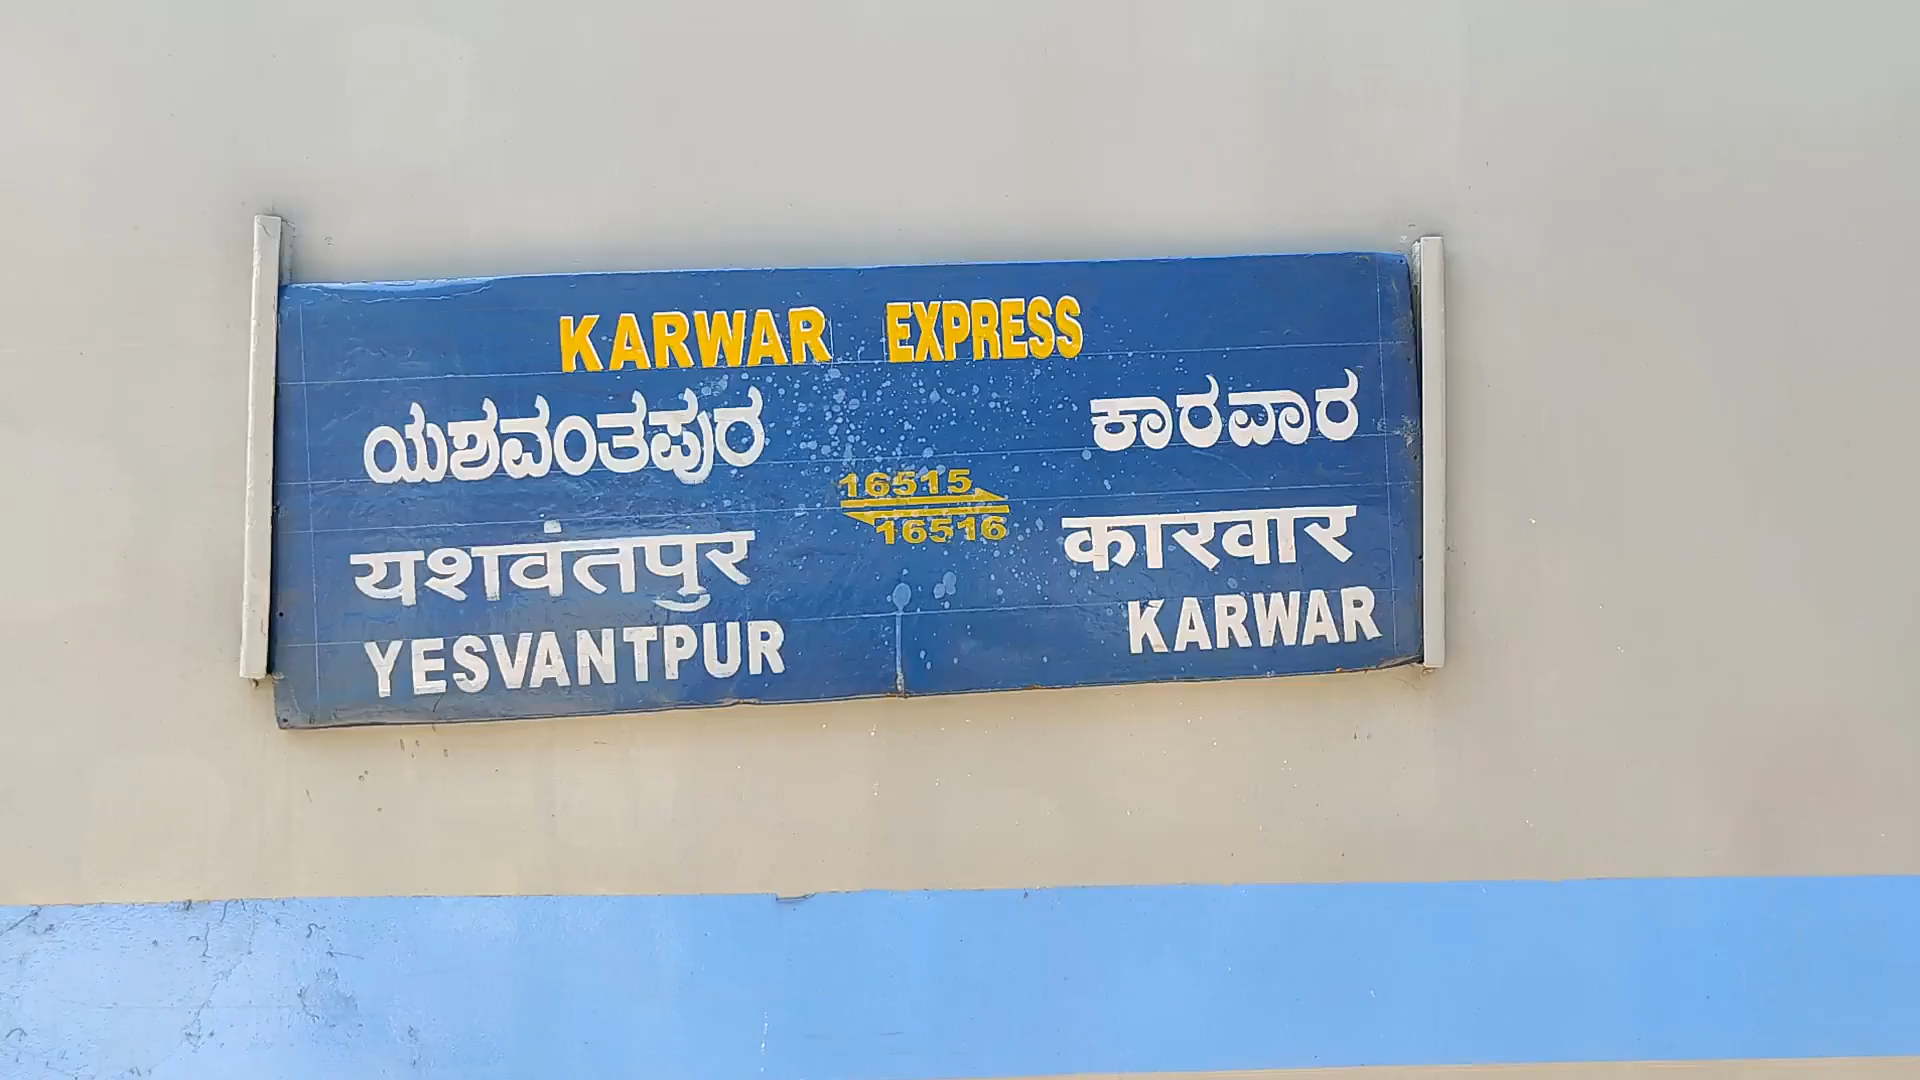 KARWAR EXPRESS
ಯಶವಂತಪುರ ಕಾರವಾರ
16515
16516
यशवंतपुर कारवार
YESVANTPUR KARWAR